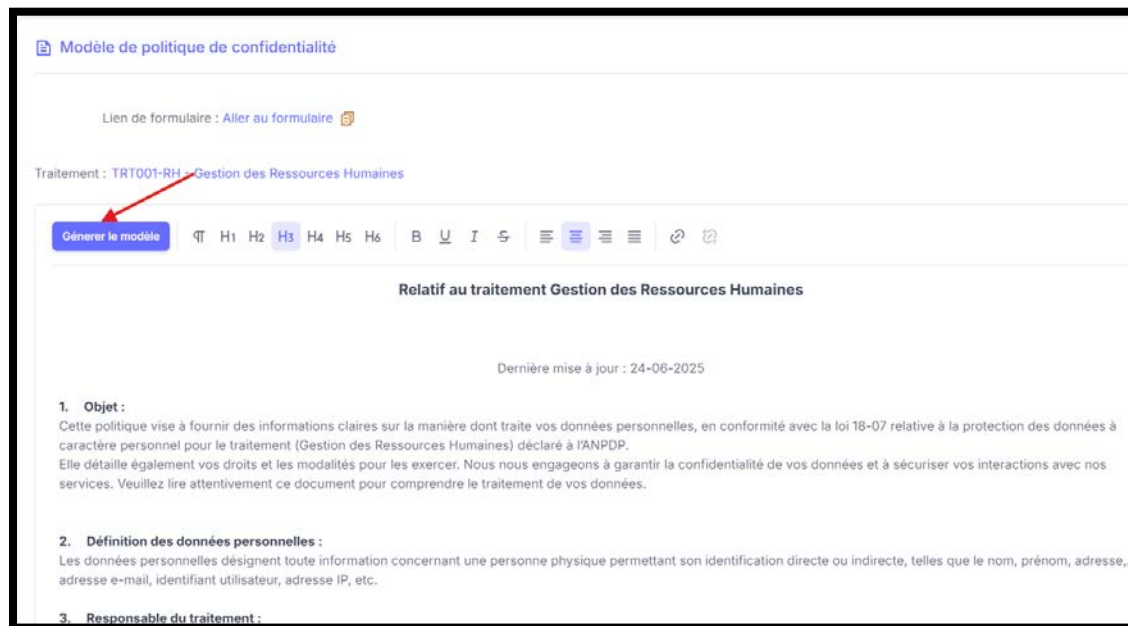 Modèle de politique de confidentialité
Lien de formulaire : Aller au formulaire
Traitement : TRT001-RH - Gestion des Ressources Humaines
Génerer le modèle ¶ H1 H2 H3 H4 H5 H6 B U I S
Relatif au traitement Gestion des Ressources Humaines
Dernière mise à jour : 24-06-2025
1. Objet :
Cette politique vise à fournir des informations claires sur la manière dont traite vos données personnelles, en conformité avec la loi 18-07 relative à la protection des données à
caractère personnel pour le traitement (Gestion des Ressources Humaines) déclaré à l'ANPDP.
Elle détaille également vos droits et les modalités pour les exercer. Nous nous engageons à garantir la confidentialité de vos données et à sécuriser vos interactions avec nos
services. Veuillez lire attentivement ce document pour comprendre le traitement de vos données.
2. Définition des données personnelles :
Les données personnelles désignent toute information concernant une personne physique permettant son identification directe ou indirecte, telles que le nom, prénom, adresse,
adresse e-mail, identifiant utilisateur, adresse IP, etc.
3. Responsable du traitement :